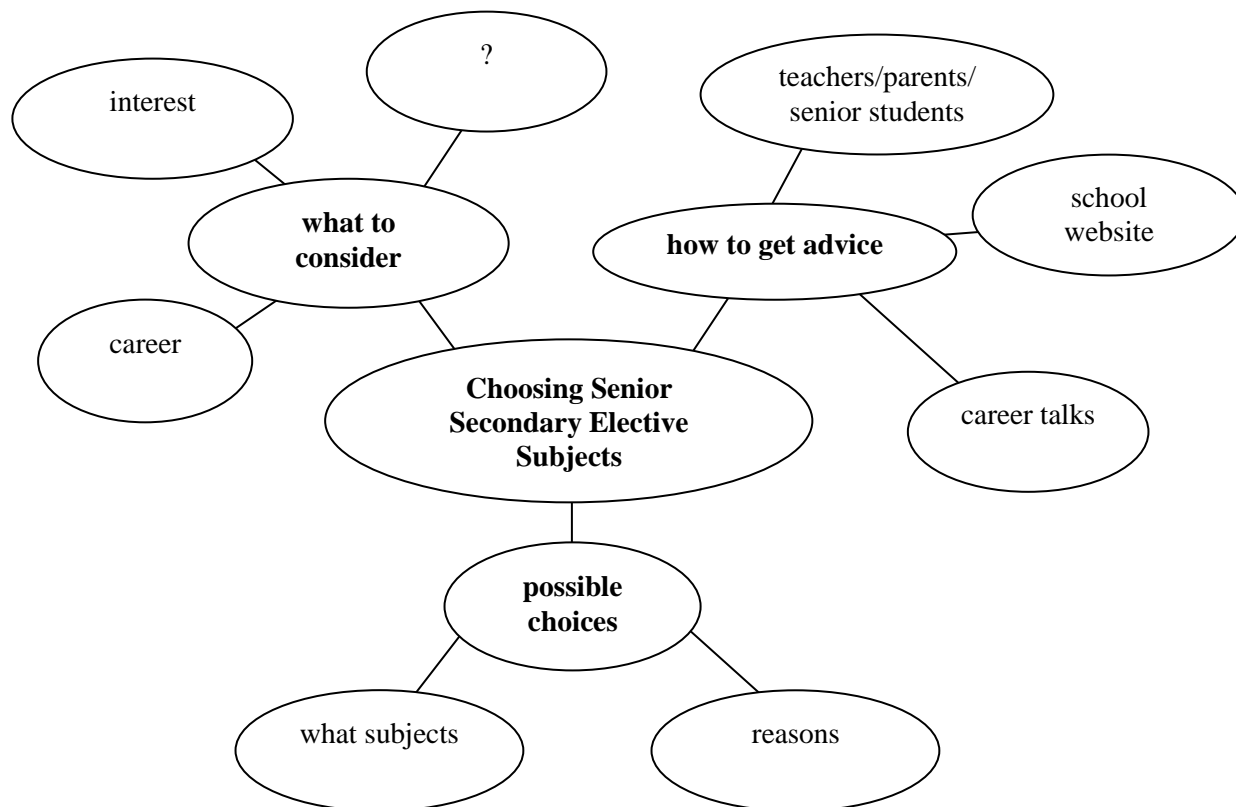 ?
interest
teachers/parents/
senior students
school
website
what to
consider
how to get advice
career
Choosing Senior
Secondary Elective
Subjects
career talks
possible
choices
what subjects
reasons